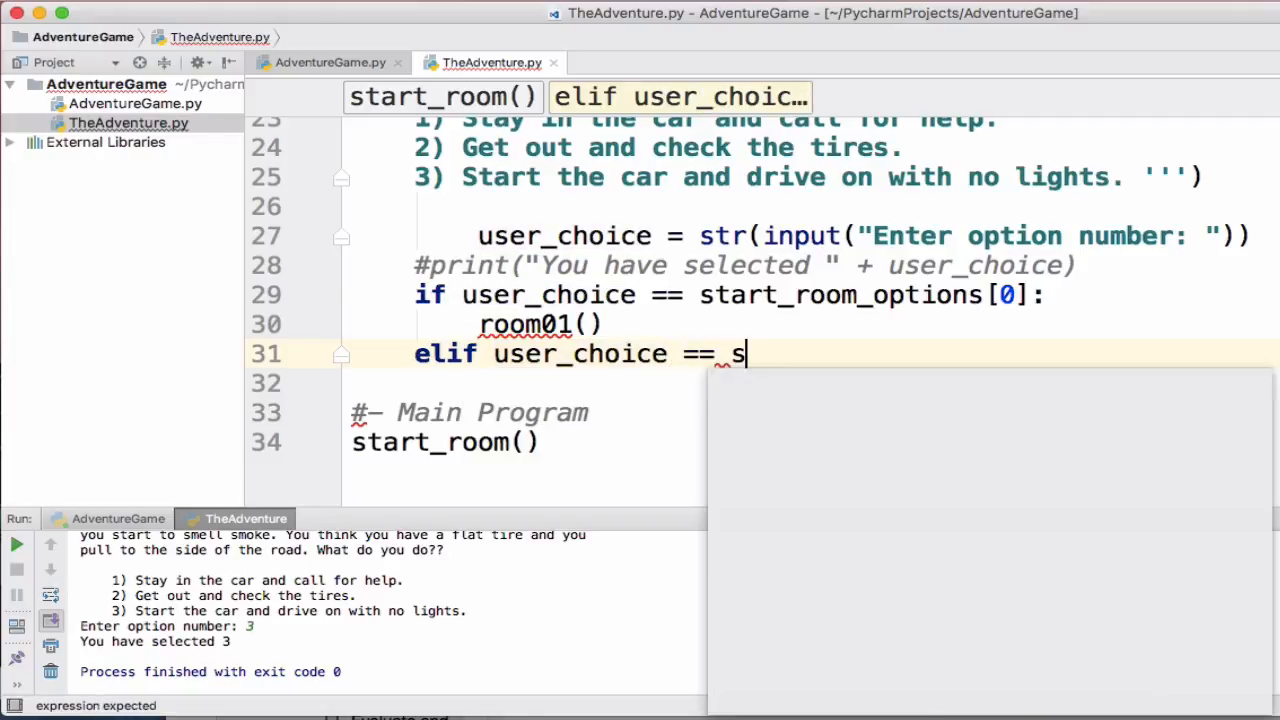 TheAdventure.py - AdventureGame - [~/PycharmProjects/AdventureGame]
AdventureGame TheAdventure.py
Project AdventureGame.py TheAdventure.py
AdventureGame ~/Pycharm
AdventureGame.py
TheAdventure.py
External Libraries
start_room() elif user_choic…
23 1) Stay in the car and call for help.
24 2) Get out and check the tires.
25 3) Start the car and drive on with no lights. ''')
26
27 user_choice = str(input("Enter option number: "))
28 #print("You have selected " + user_choice)
29 if user_choice == start_room_options[0]:
30 room01()
31 elif user_choice == s
32
33 #- Main Program
34 start_room()
Run: AdventureGame TheAdventure
you start to smell smoke. You think you have a flat tire and you
pull to the side of the road. What do you do??
1) Stay in the car and call for help.
2) Get out and check the tires.
3) Start the car and drive on with no lights.
Enter option number: 3
You have selected 3
Process finished with exit code 0
expression expected
Evaluate and